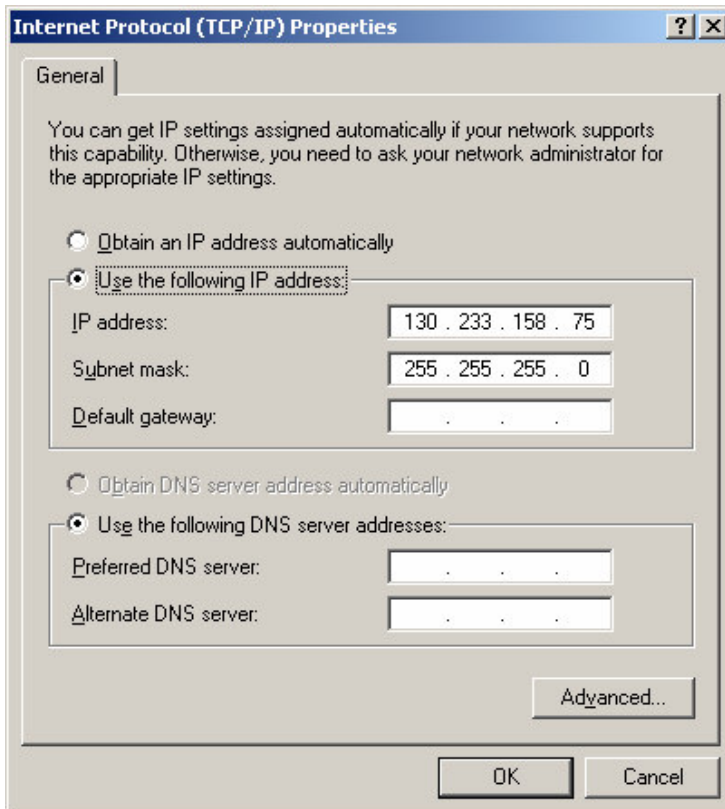 Internet Protocol (TCP/IP) Properties
General
You can get IP settings assigned automatically if your network supports
this capability. Otherwise, you need to ask your network administrator for
the appropriate IP settings.
Obtain an IP address automatically
Use the following IP address:
IP address: 130 . 233 . 158 . 75
Subnet mask: 255 . 255 . 255 . 0
Default gateway: . . .
Obtain DNS server address automatically
Use the following DNS server addresses:
Preferred DNS server: . . .
Alternate DNS server: . . .
Advanced...
OK Cancel